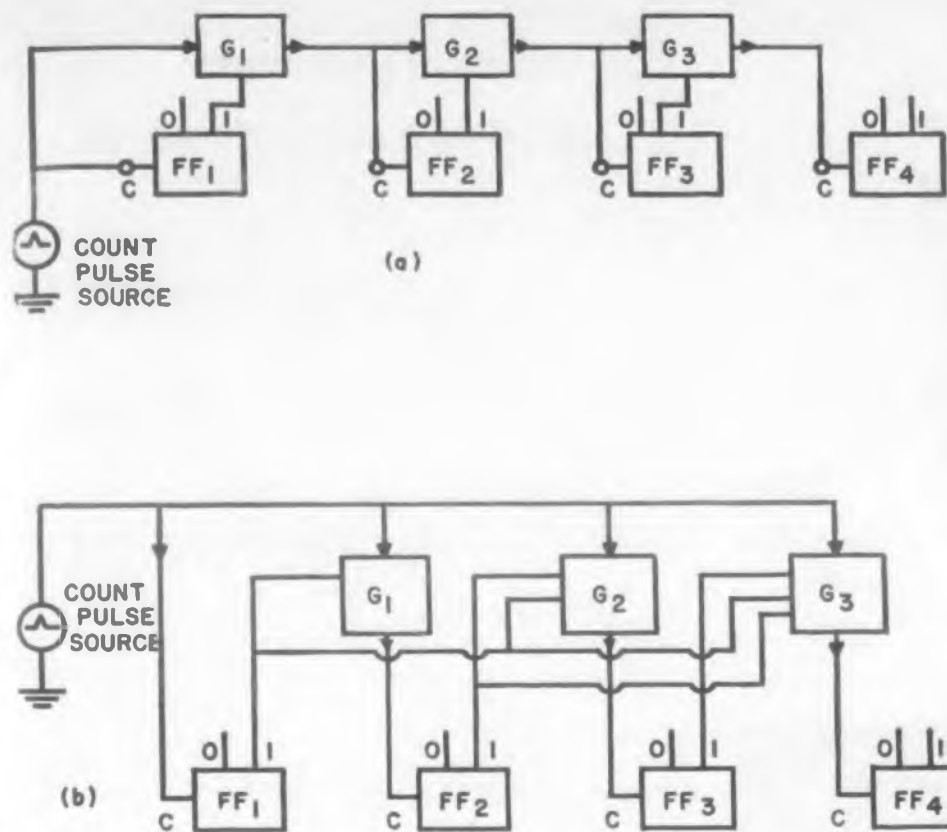 G1 G2 G3
0 1 0 1 0 1 0 1
FF1 FF2 FF3 FF4
C C C C
COUNT
PULSE
SOURCE
(a)
COUNT
PULSE
SOURCE
G1 G2 G3
0 1 0 1 0 1 0 1
FF1 FF2 FF3 FF4
C C C C
(b)